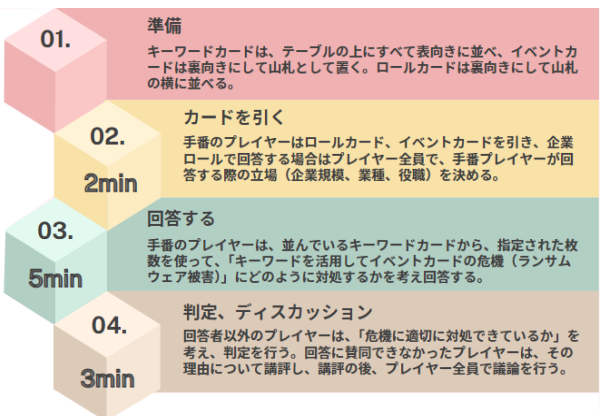 01.
準備
キーワードカードは、テーブルの上にすべて表向きに並べ、イベントカ
ードは裏向きにして山札として置く。ロールカードは裏向きにして山札
の横に並べる。
02.
2min
カードを引く
手番のプレイヤーはロールカード、イベントカードを引き、企業
ロールで回答する場合はプレイヤー全員で、手番プレイヤーが回
答する際の立場（企業規模、業種、役職）を決める。
03.
5min
回答する
手番のプレイヤーは、並んでいるキーワードカードから、指定された枚
数を使って、「キーワードを活用してイベントカードの危機（ランサム
ウェア被害）」にどのように対処するかを考え回答する。
04.
3min
判定、ディスカッション
回答者以外のプレイヤーは、「危機に適切に対処できているか」を
考え、判定を行う。回答に賛同できなかったプレイヤーは、その
理由について講評し、講評の後、プレイヤー全員で議論を行う。